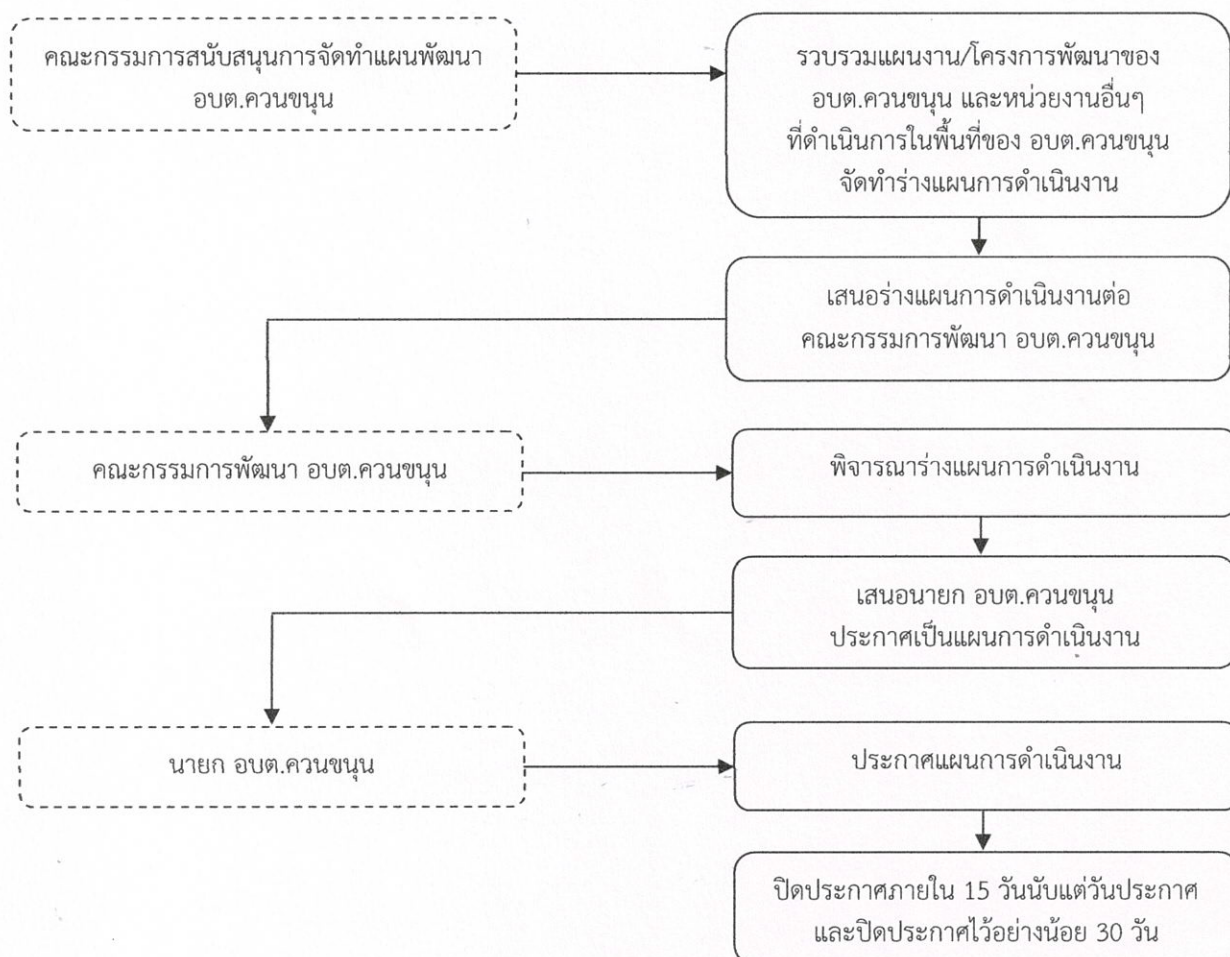 คณะกรรมการสนับสนุนการจัดทำแผนพัฒนา
อบต.ควนขนุน
รวบรวมแผนงาน/โครงการพัฒนาของ
อบต.ควนขนุน และหน่วยงานอื่นๆ
ที่ดำเนินการในพื้นที่ของ อบต.ควนขนุน
จัดทำร่างแผนการดำเนินงาน
เสนอร่างแผนการดำเนินงานต่อ
คณะกรรมการพัฒนา อบต.ควนขนุน
คณะกรรมการพัฒนา อบต.ควนขนุน
พิจารณาร่างแผนการดำเนินงาน
เสนอนายก อบต.ควนขนุน
ประกาศเป็นแผนการดำเนินงาน
นายก อบต.ควนขนุน
ประกาศแผนการดำเนินงาน
ปิดประกาศภายใน 15 วันนับแต่วันประกาศ
และปิดประกาศไว้อย่างน้อย 30 วัน